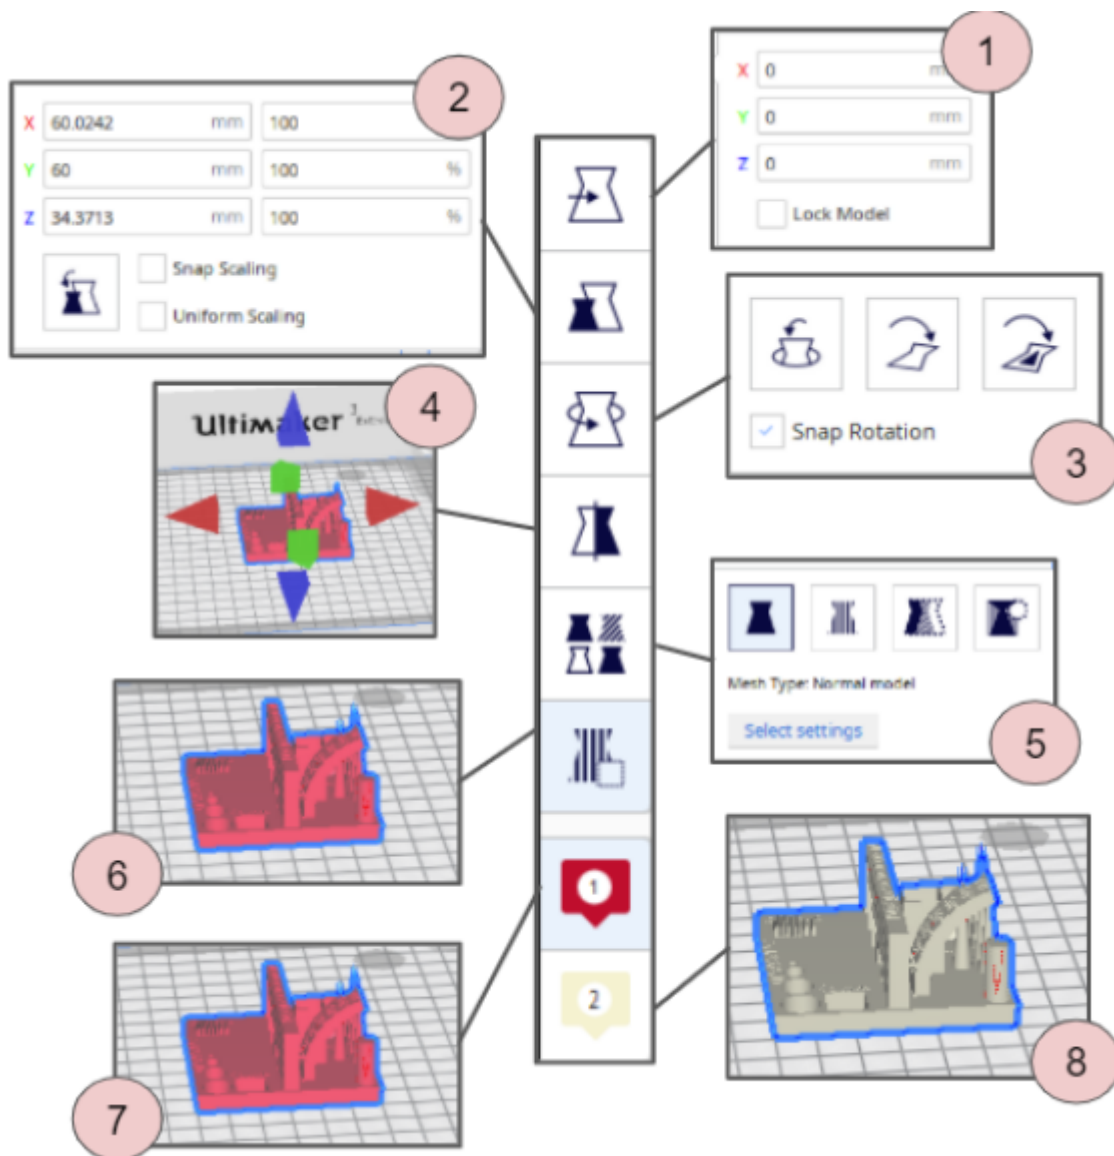 1
X 0 mm
Y 0 mm
Z 0 mm
Lock Model
2
X 60.0242 mm 100
Y 60 mm 100 %
Z 34.3713 mm 100 %
Snap Scaling
Uniform Scaling
Snap Rotation
3
4
Ultimaker
5
Mesh Type: Normal model
Select settings
6
1
7
2
8